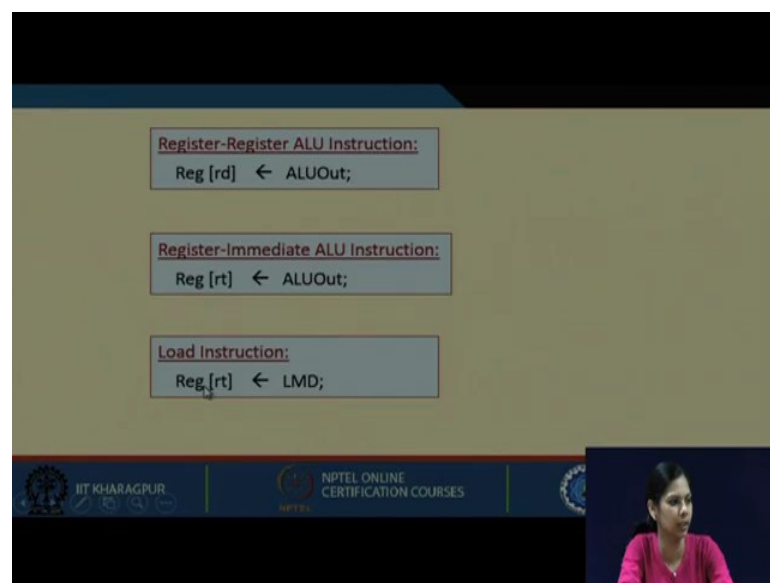 Register-Register ALU Instruction:
Reg [rd] ← ALUOut;
Register-Immediate ALU Instruction:
Reg [rt] ← ALUOut;
Load Instruction:
Reg [rt] ← LMD;
IIT KHARAGPUR
NPTEL ONLINE
CERTIFICATION COURSES
NPTEL